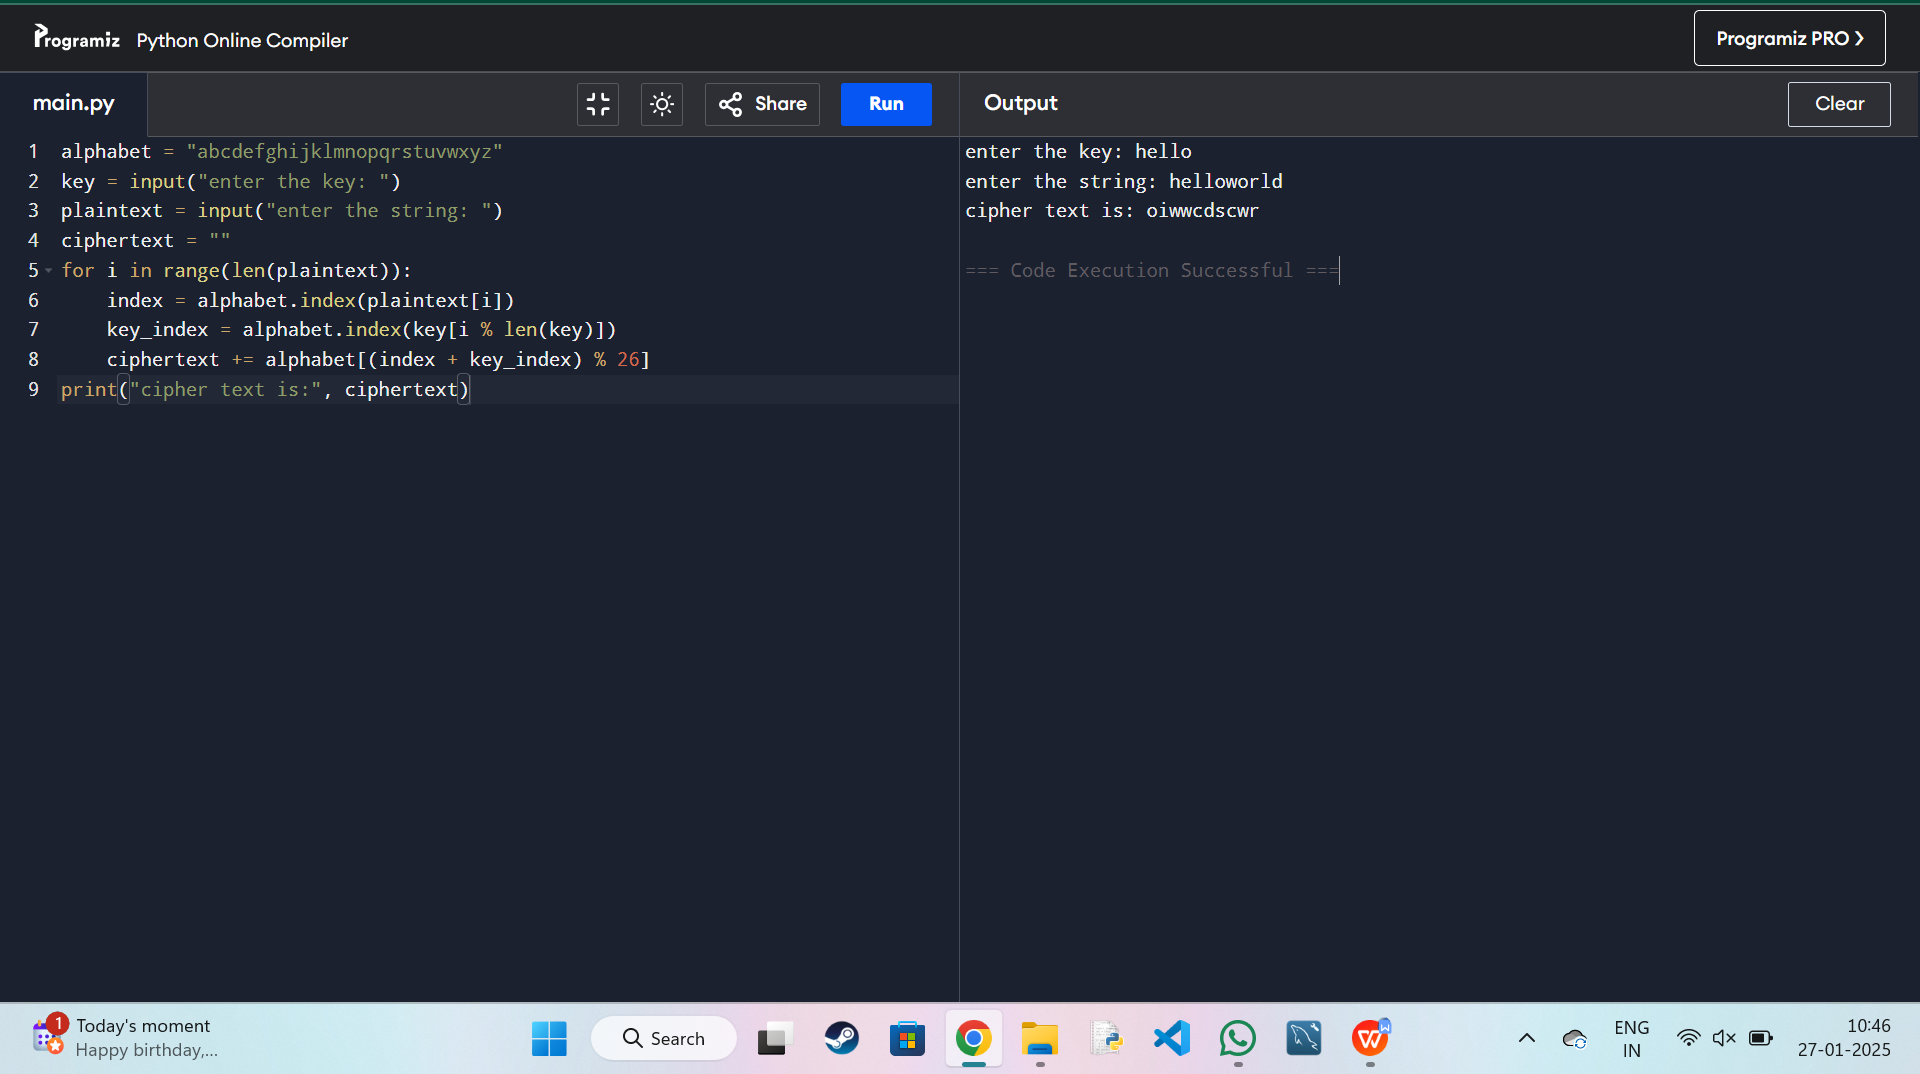 Programiz Python Online Compiler
Programiz PRO ❯
main.py
Share
Run
Output
Clear
1 alphabet = "abcdefghijklmnopqrstuvwxyz"
2 key = input("enter the key: ")
3 plaintext = input("enter the string: ")
4 ciphertext = ""
5 for i in range(len(plaintext)):
6     index = alphabet.index(plaintext[i])
7     key_index = alphabet.index(key[i % len(key)])
8     ciphertext += alphabet[(index + key_index) % 26]
9 print("cipher text is:", ciphertext)
enter the key: hello
enter the string: helloworld
cipher text is: oiwwcdscwr
=== Code Execution Successful ===
1
Today's moment
Happy birthday,...
Search
W
W
ENG
IN
10:46
27-01-2025